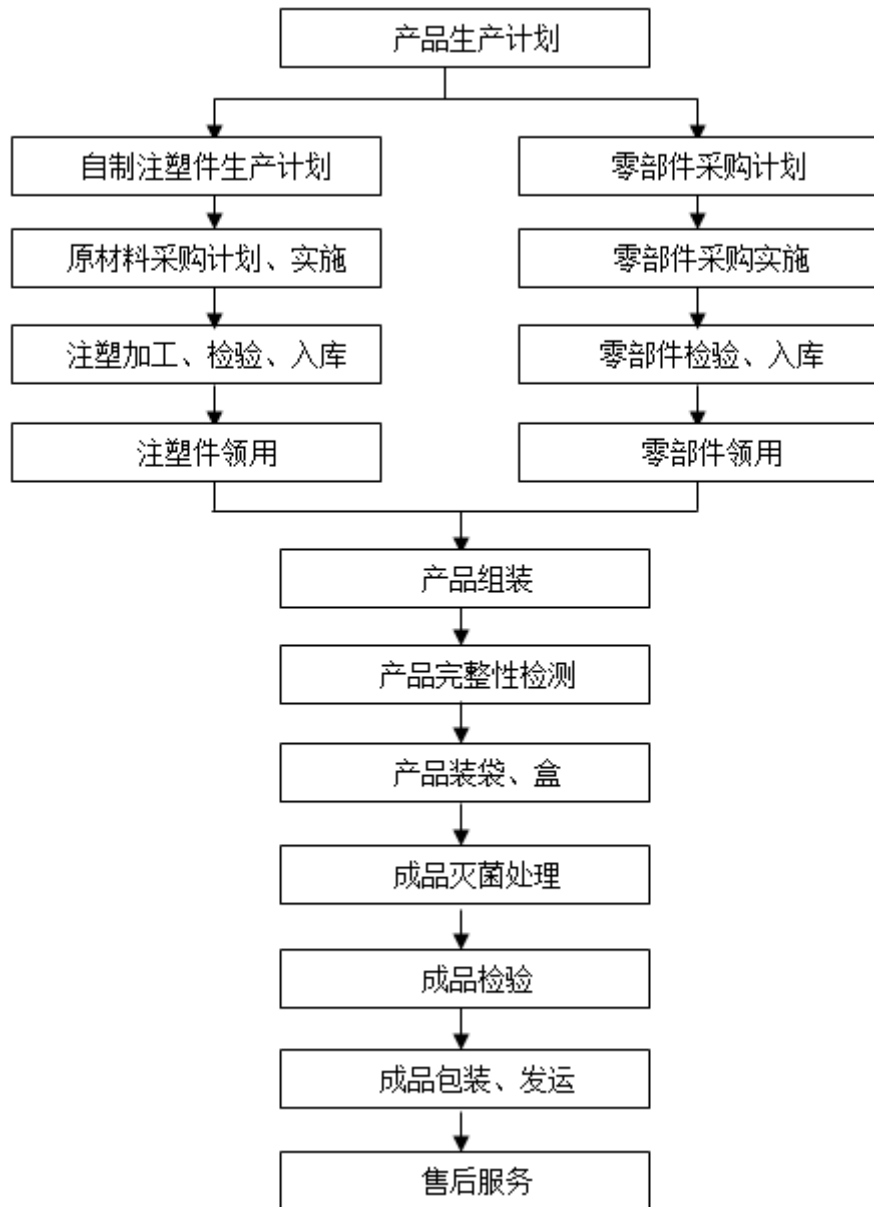 产品生产计划
自制注塑件生产计划
零部件采购计划
原材料采购计划、实施
零部件采购实施
注塑加工、检验、入库
零部件检验、入库
注塑件领用
零部件领用
产品组装
产品完整性检测
产品装袋、盒
成品灭菌处理
成品检验
成品包装、发运
售后服务